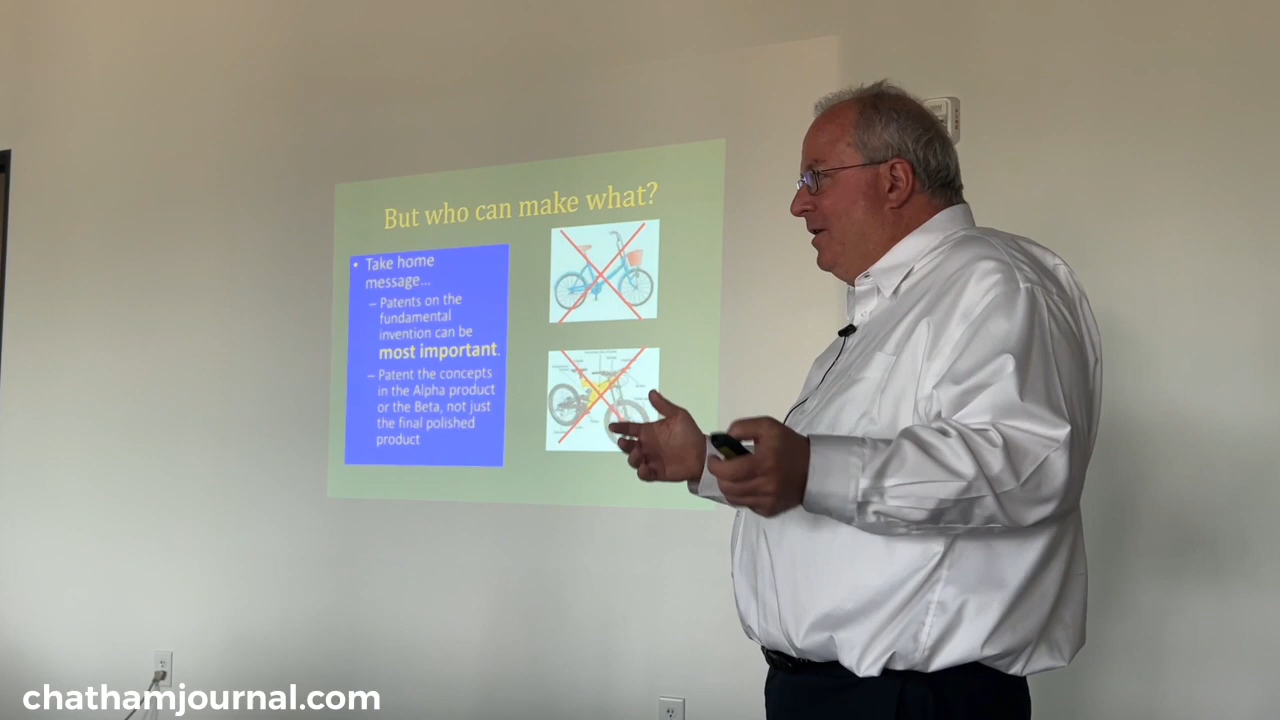 But who can make what?
• Take home
message...
– Patents on the
fundamental
invention can be
most important.
– Patent the concepts
in the Alpha product
or the Beta, not just
the final polished
product
chathamjournal.com